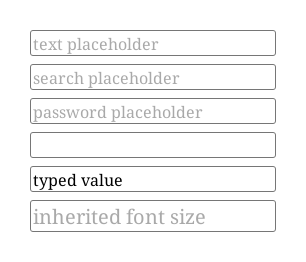 text placeholder
search placeholder
password placeholder
typed value
inherited font size